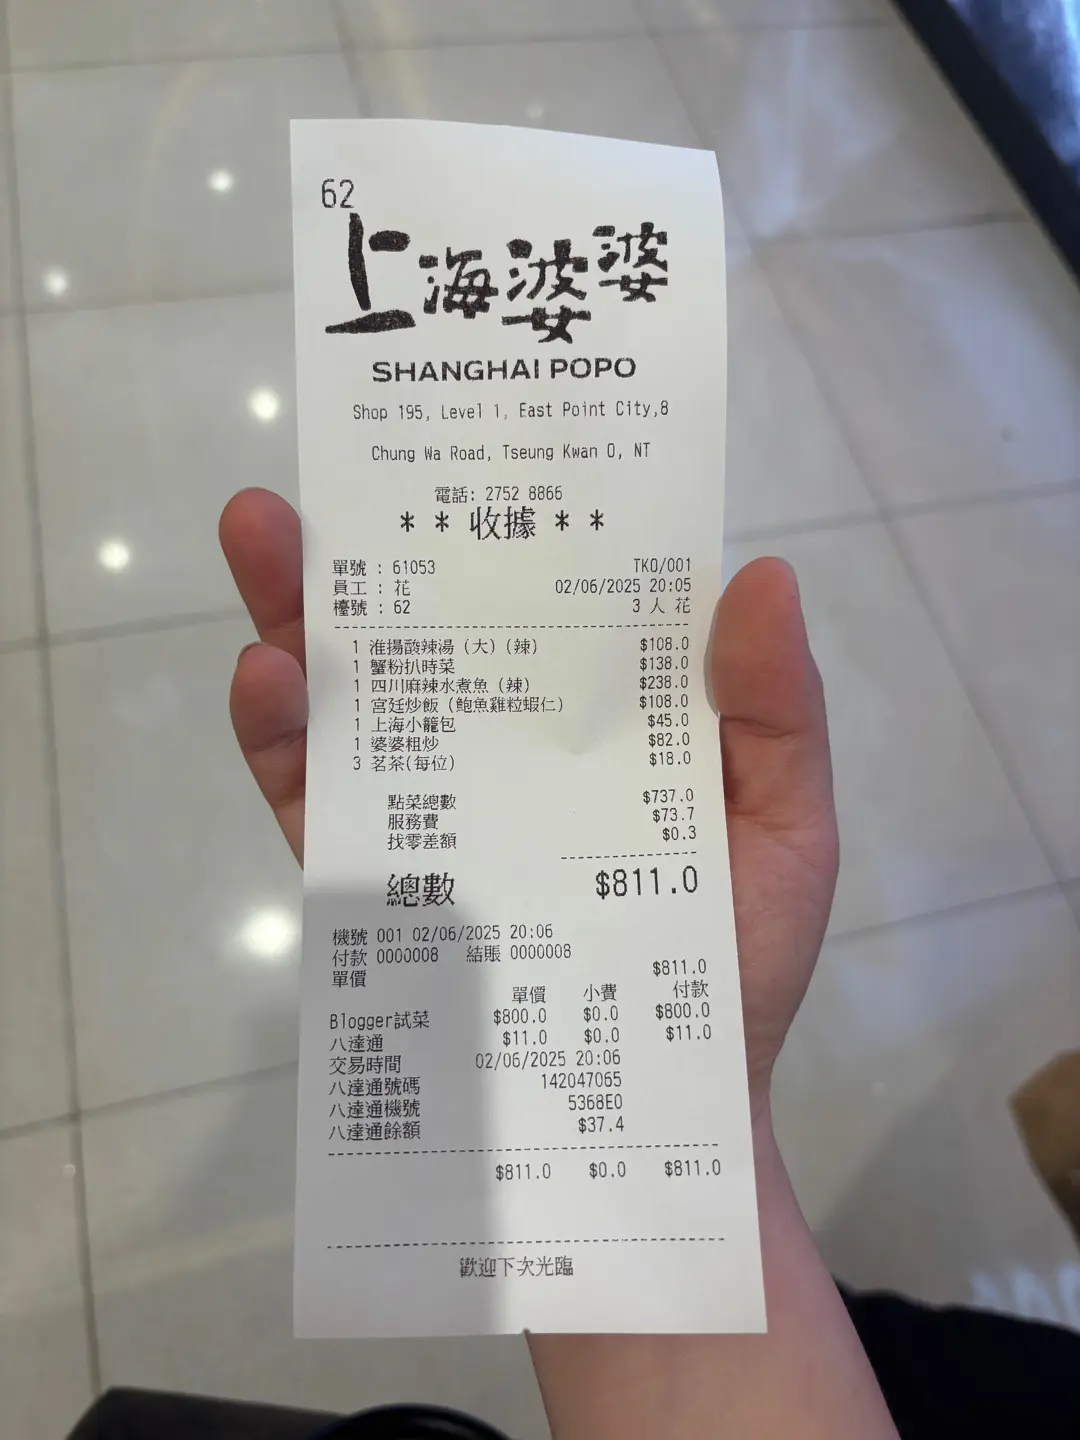 62
上海婆婆
SHANGHAI POPO
Shop 195, Level 1, East Point City,8
Chung Wa Road, Tseung Kwan O, NT
電話: 2752 8866
* * 收據 * *
單號 : 61053 TKO/001
員工 : 花 02/06/2025 20:05
檯號 : 62 3 人 花
1 淮揚酸辣湯 (大) (辣) $108.0
1 蟹粉扒時菜 $138.0
1 四川麻辣水煮魚 (辣) $238.0
1 宮廷炒飯 (鮑魚雞粒蝦仁) $108.0
1 上海小籠包 $45.0
1 婆婆粗炒 $82.0
3 茗茶(每位) $18.0
點菜總數 $737.0
服務費 $73.7
找零差額 $0.3
總數 $811.0
機號 001 02/06/2025 20:06
付款 0000008 結賬 0000008
單價 $811.0
單價 小費 付款
Blogger試菜 $800.0 $0.0 $800.0
八達通 $11.0 $0.0 $11.0
交易時間 02/06/2025 20:06
八達通號碼 142047065
八達通機號 5368E0
八達通餘額 $37.4
$811.0 $0.0 $811.0
歡迎下次光臨